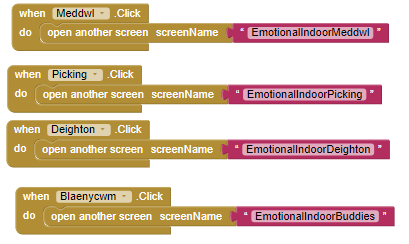 when Meddwl .Click
do open another screen screenName " EmotionalIndoorMeddwl "
when Picking .Click
do open another screen screenName " EmotionalIndoorPicking "
when Deighton .Click
do open another screen screenName " EmotionalIndoorDeighton "
when Blaenycwm .Click
do open another screen screenName " EmotionalIndoorBuddies "